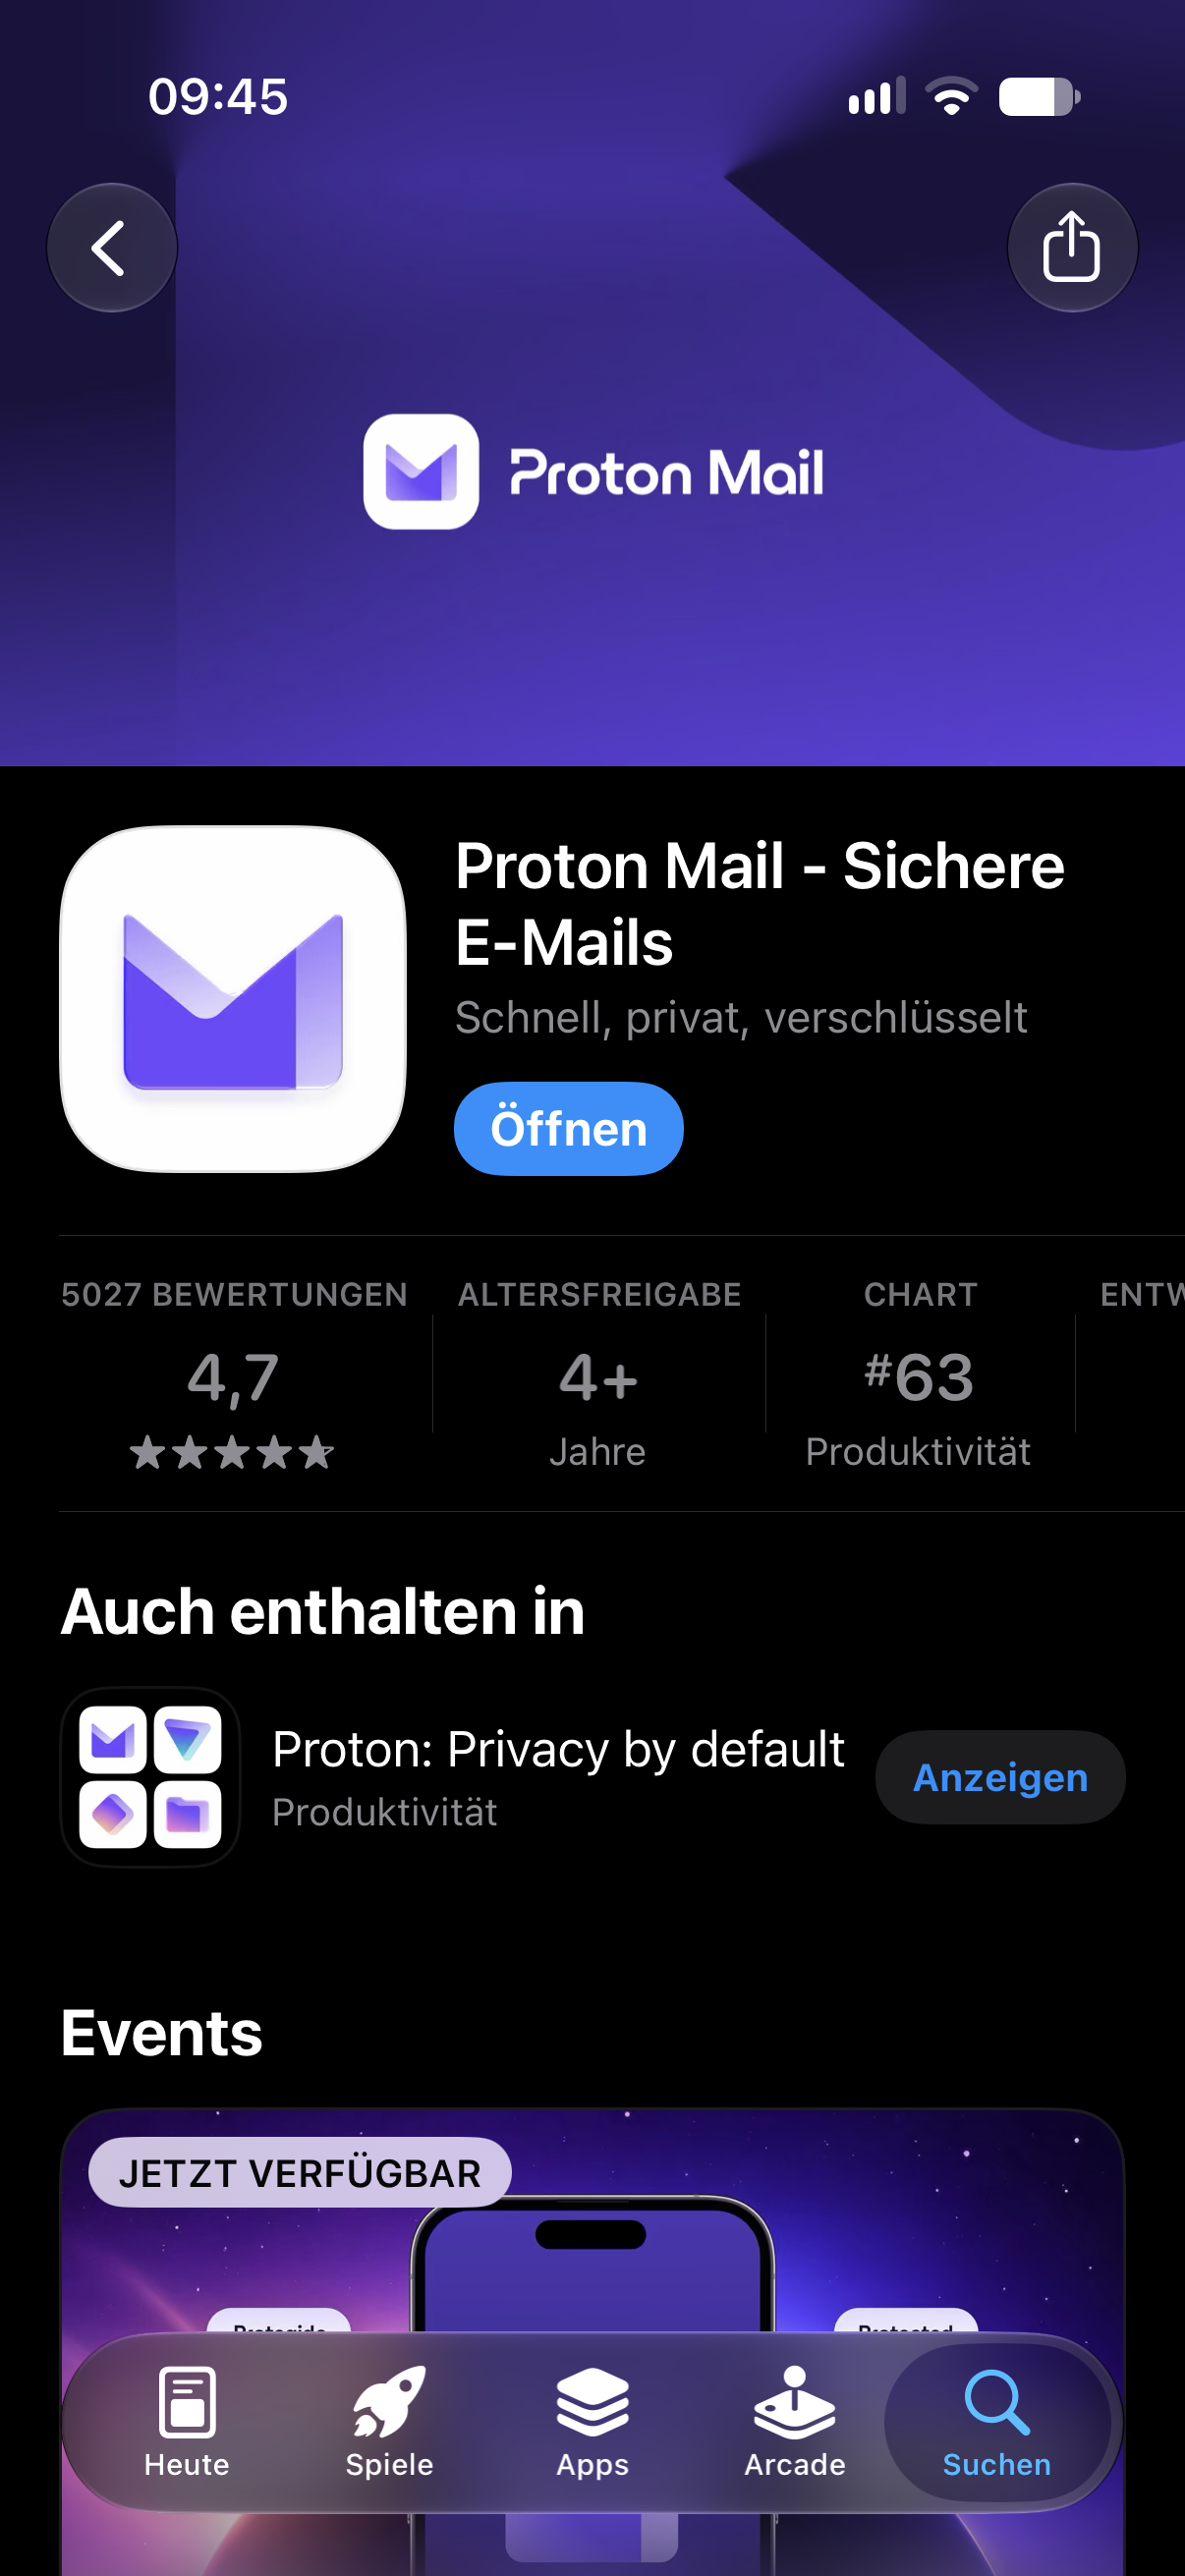 09:45
Proton Mail
Proton Mail - Sichere
E-Mails
Schnell, privat, verschlüsselt
Öffnen
5027 BEWERTUNGEN
4,7
ALTERSFREIGABE
4+
Jahre
CHART
#63
Produktivität
ENTW
Auch enthalten in
Proton: Privacy by default
Produktivität
Anzeigen
Events
JETZT VERFÜGBAR
Heute
Spiele
Apps
Arcade
Suchen